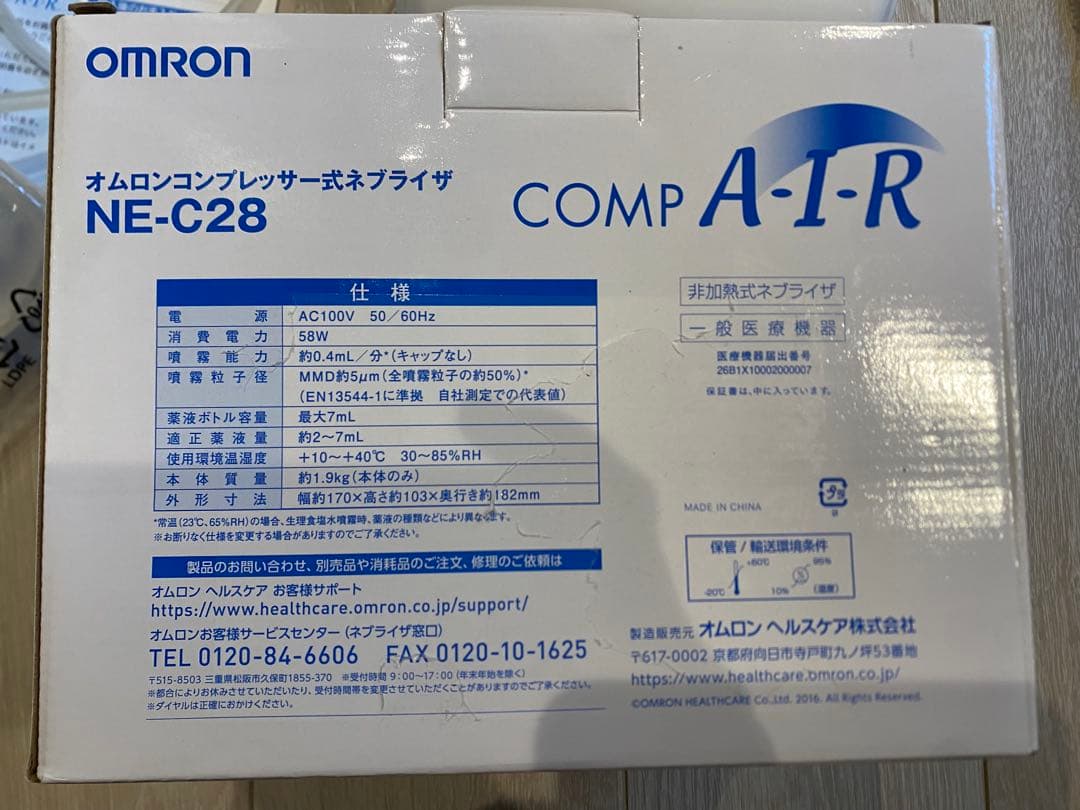 OMRON
オムロンコンプレッサー式ネブライザ
NE-C28
COMP A-I-R
仕様
電源 AC100V 50/60Hz
消費電力 58W
噴霧能力 約0.4mL/分*(キャップなし)
噴霧粒子径 MMD約5μm(全噴霧粒子の約50%)*
(EN13544-1に準拠 自社測定での代表値)
薬液ボトル容量 最大7mL
適正薬液量 約2~7mL
使用環境温湿度 +10~+40℃ 30~85%RH
本体質量 約1.9kg(本体のみ)
外形寸法 幅約170×高さ約103×奥行き約182mm
*常温(23℃、65%RH)の場合、生理食塩水噴霧時、薬液の種類などにより異なります。
※お断りなく仕様を変更する場合がありますのでご了承ください。
製品のお問い合わせ、別売品や消耗品のご注文、修理のご依頼は
オムロン ヘルスケア お客様サポート
https://www.healthcare.omron.co.jp/support/
オムロンお客様サービスセンター(ネブライザ窓口)
TEL 0120-84-6606 FAX 0120-10-1625
〒515-8503 三重県松阪市久保町1855-370 ※受付時間 9:00~17:00(年末年始を除く)
※都合によりお休みさせていただいたり、受付時間帯を変更させていただくことがありますのでご了承ください。
※ダイヤルは正確におかけください。
非加熱式ネブライザ
一般医療機器
医療機器届出番号
26B1X10002000007
保証書は、中に入っています。
MADE IN CHINA
保管/輸送環境条件
+60℃ 95%
-20℃ 10% (湿度)
製造販売元 オムロン ヘルスケア株式会社
〒617-0002 京都府向日市寺戸町九ノ坪53番地
https://www.healthcare.omron.co.jp/
©OMRON HEALTHCARE Co.,Ltd. 2016. All Rights Reserved.
LDPE